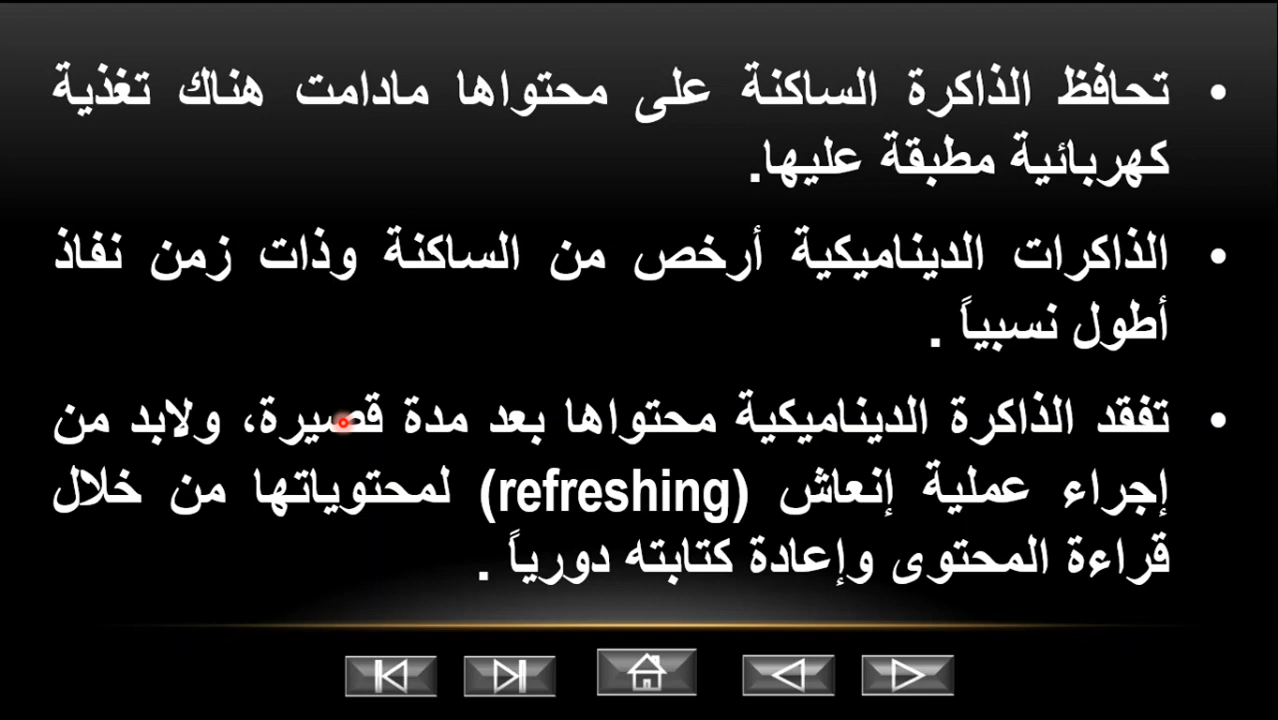 • تحافظ الذاكرة الساكنة على محتواها مادامت هناك تغذية
كهربائية مطبقة عليها.
• الذاكرات الديناميكية أرخص من الساكنة وذات زمن نفاذ
أطول نسبياً .
• تفقد الذاكرة الديناميكية محتواها بعد مدة قصيرة، ولابد من
إجراء عملية إنعاش (refreshing) لمحتوياتها من خلال
قراءة المحتوى وإعادة كتابته دورياً .